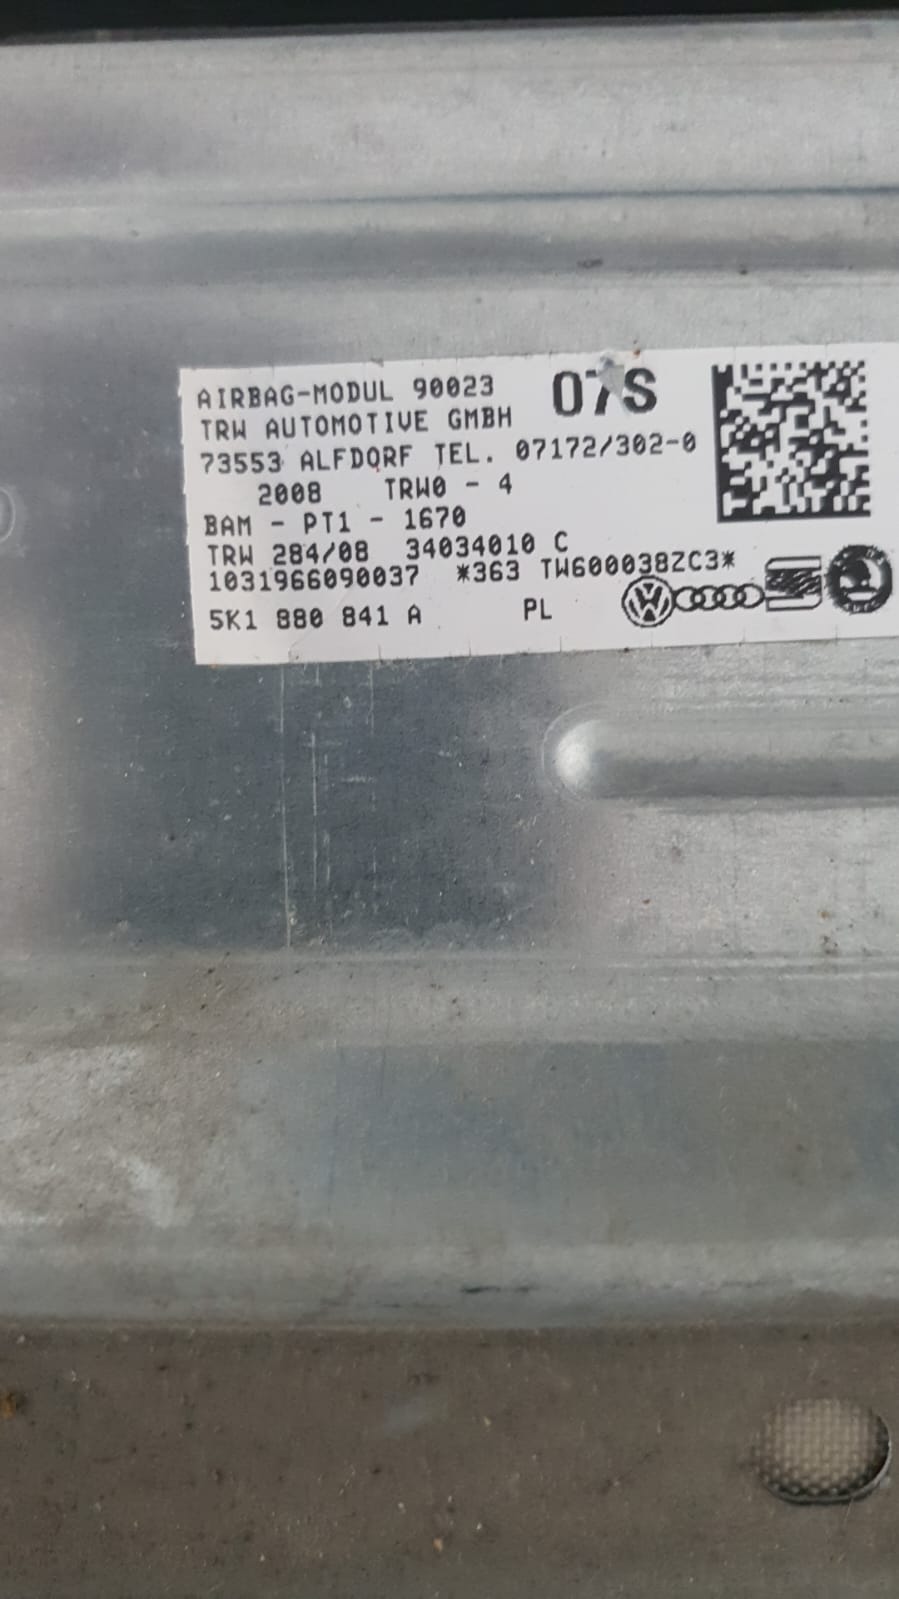 AIRBAG-MODUL 90023 07S
TRW AUTOMOTIVE GMBH
73553 ALFDORF TEL. 07172/302-0
2008 TRW0 - 4
BAM - PT1 - 1670
TRW 284/08 34034010 C
1031966090037 *363 TW600038ZC3*
5K1 880 841 A PL